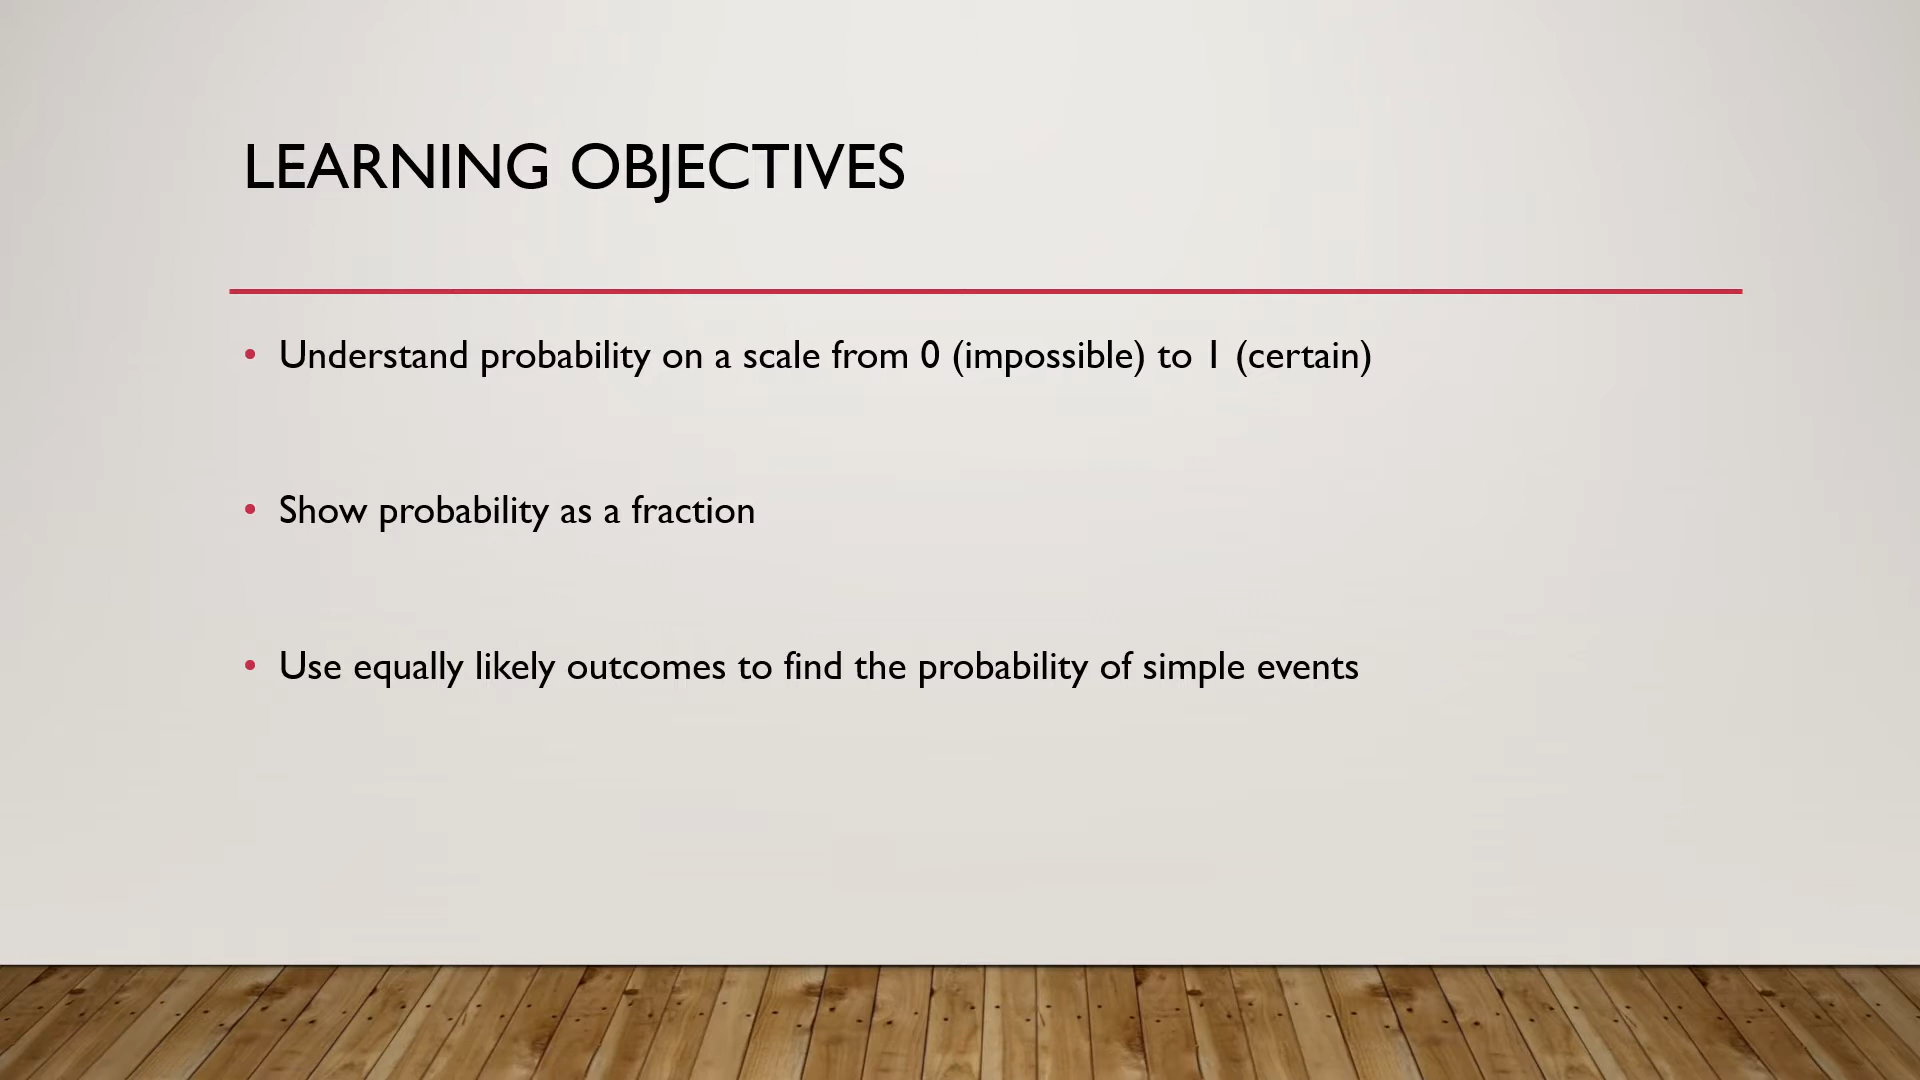 LEARNING OBJECTIVES
• Understand probability on a scale from 0 (impossible) to 1 (certain)
• Show probability as a fraction
• Use equally likely outcomes to find the probability of simple events